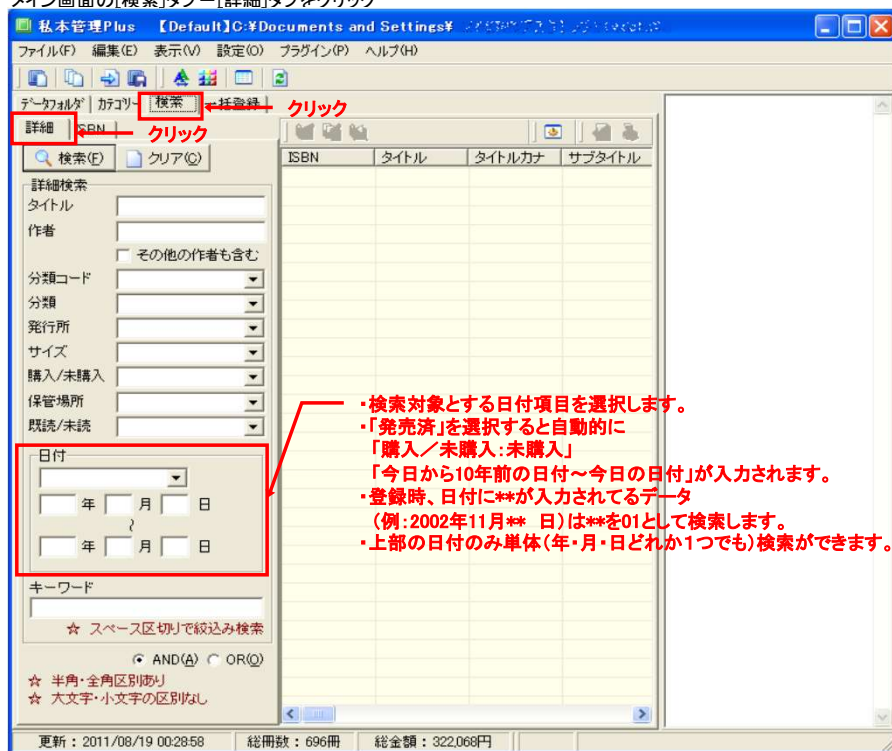 メイン画面の[検索]タブー[詳細]タブをクリック
私本管理Plus 【Default】C:¥Documents and Settings¥
ファイル(F) 編集(E) 表示(V) 設定(O) プラグイン(P) ヘルプ(H)
データフォルダ カテゴリー 検索 一括登録 クリック
詳細 ISBN クリック
検索(F) クリア(C)
ISBN タイトル タイトルカナ サブタイトル
詳細検索
タイトル
作者
その他の作者も含む
分類コード
分類
発行所
サイズ
購入/未購入
保管場所
既読/未読
・検索対象とする日付項目を選択します。
・「発売済」を選択すると自動的に
「購入／未購入：未購入」
「今日から10年前の日付～今日の日付」が入力されます。
・登録時、日付に**が入力されてるデータ
(例：2002年11月** 日)は**を01として検索します。
・上部の日付のみ単体(年・月・日どれか１つでも)検索ができます。
日付
年 月 日
～
年 月 日
キーワード
☆ スペース区切りで絞込み検索
AND(A) OR(O)
☆ 半角・全角区別あり
☆ 大文字・小文字の区別なし
更新：2011/08/19 00:28:58 総冊数：696冊 総金額：322,068円